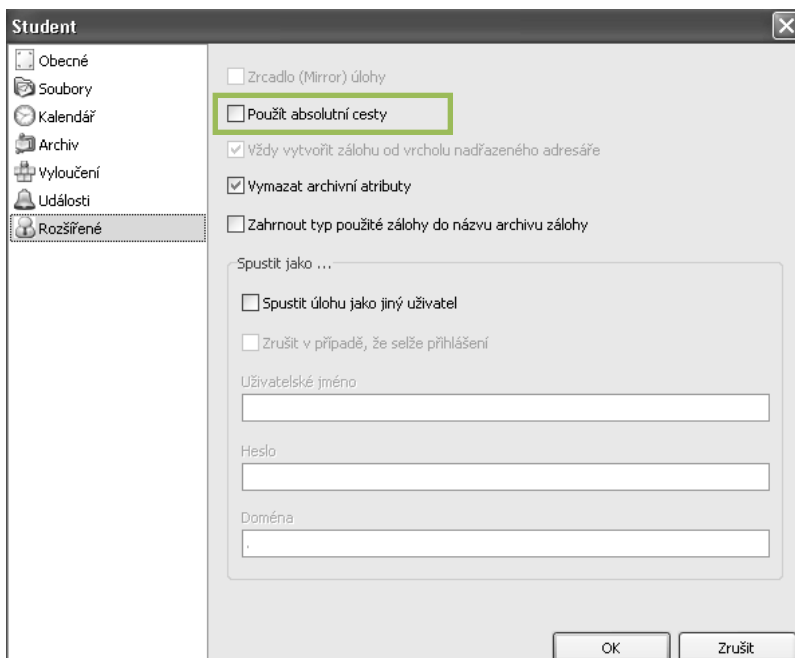 Student
Obecné
Soubory
Kalendář
Archiv
Vyloučení
Události
Rozšířené
Zrcadlo (Mirror) úlohy
Použít absolutní cesty
Vždy vytvořit zálohu od vrcholu nadřazeného adresáře
Vymazat archivní atributy
Zahrnout typ použité zálohy do názvu archivu zálohy
Spustit jako ...
Spustit úlohu jako jiný uživatel
Zrušit v případě, že selže přihlášení
Uživatelské jméno
Heslo
Doména
.
OK
Zrušit